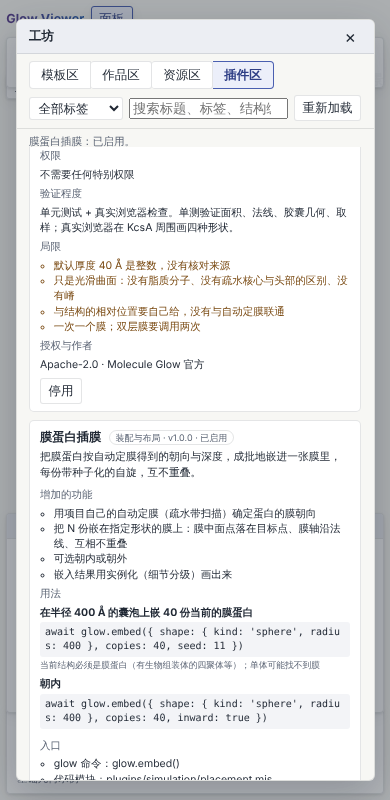 Glow Viewer 面板
工坊 ✕
模板区 作品区 资源区 插件区
全部标签 搜索标题、标签、结构 重新加载
膜蛋白插膜：已启用。
权限
不需要任何特别权限
验证程度
单元测试 + 真实浏览器检查。单测验证面积、法线、胶囊几何、取
样；真实浏览器在 KcsA 周围画四种形状。
局限
默认厚度 40 Å 是整数，没有核对来源
只是光滑曲面：没有脂质分子、没有疏水核心与头部的区别、没
有嵴
与结构的相对位置要自己给，没有与自动定膜联通
一次一个膜；双层膜要调用两次
授权与作者
Apache-2.0 · Molecule Glow 官方
停用
膜蛋白插膜 装配与布局 · v1.0.0 · 已启用
把膜蛋白按自动定膜得到的朝向与深度，成批地嵌进一张膜里，
每份带种子化的自旋，互不重叠。
增加的功能
用项目自己的自动定膜（疏水带扫描）确定蛋白的膜朝向
把 N 份嵌在指定形状的膜上：膜中面点落在目标点、膜轴沿法
线、互相不重叠
可选朝内或朝外
嵌入结果用实例化（细节分级）画出来
用法
在半径 400 Å 的囊泡上嵌 40 份当前的膜蛋白
await glow.embed({ shape: { kind: 'sphere', radiu
s: 400 }, copies: 40, seed: 11 })
当前结构必须是膜蛋白（有生物组装体的四聚体等）；单体可能找不到膜
朝内
await glow.embed({ shape: { kind: 'sphere', radiu
s: 400 }, copies: 40, inward: true })
入口
glow 命令：glow.embed()
代码模块：plugins/simulation/placement.mjs